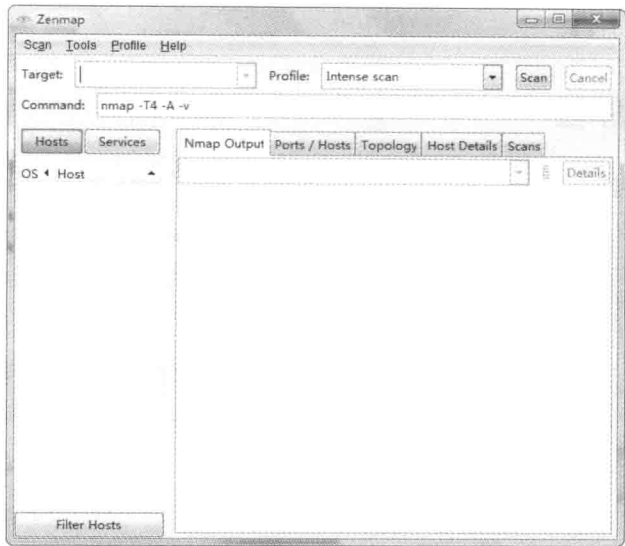 Zenmap
Scan Tools Profile Help
Target: Profile: Intense scan Scan Cancel
Command: nmap -T4 -A -v
Hosts Services Nmap Output Ports / Hosts Topology Host Details Scans
OS Host Details
Filter Hosts